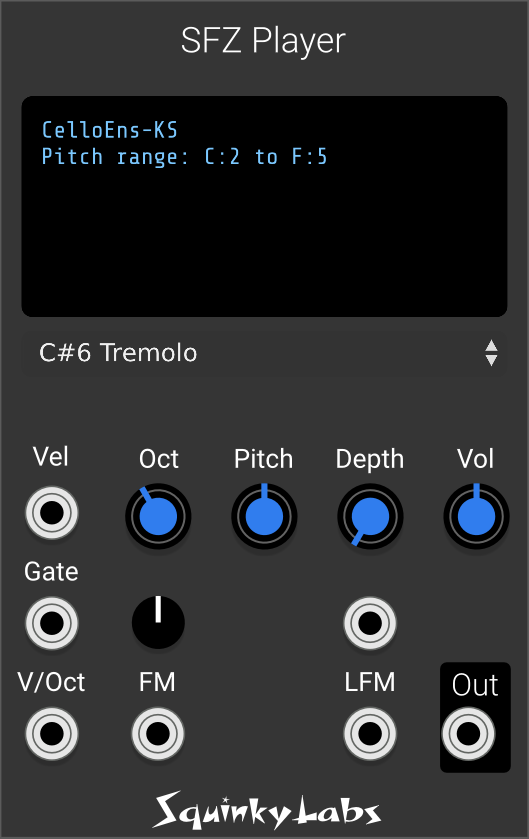 SFZ Player
CelloEns-KS
Pitch range: C:2 to F:5
C#6 Tremolo
Vel Oct Pitch Depth Vol
Gate
V/Oct FM LFM Out
SquinkyLabs